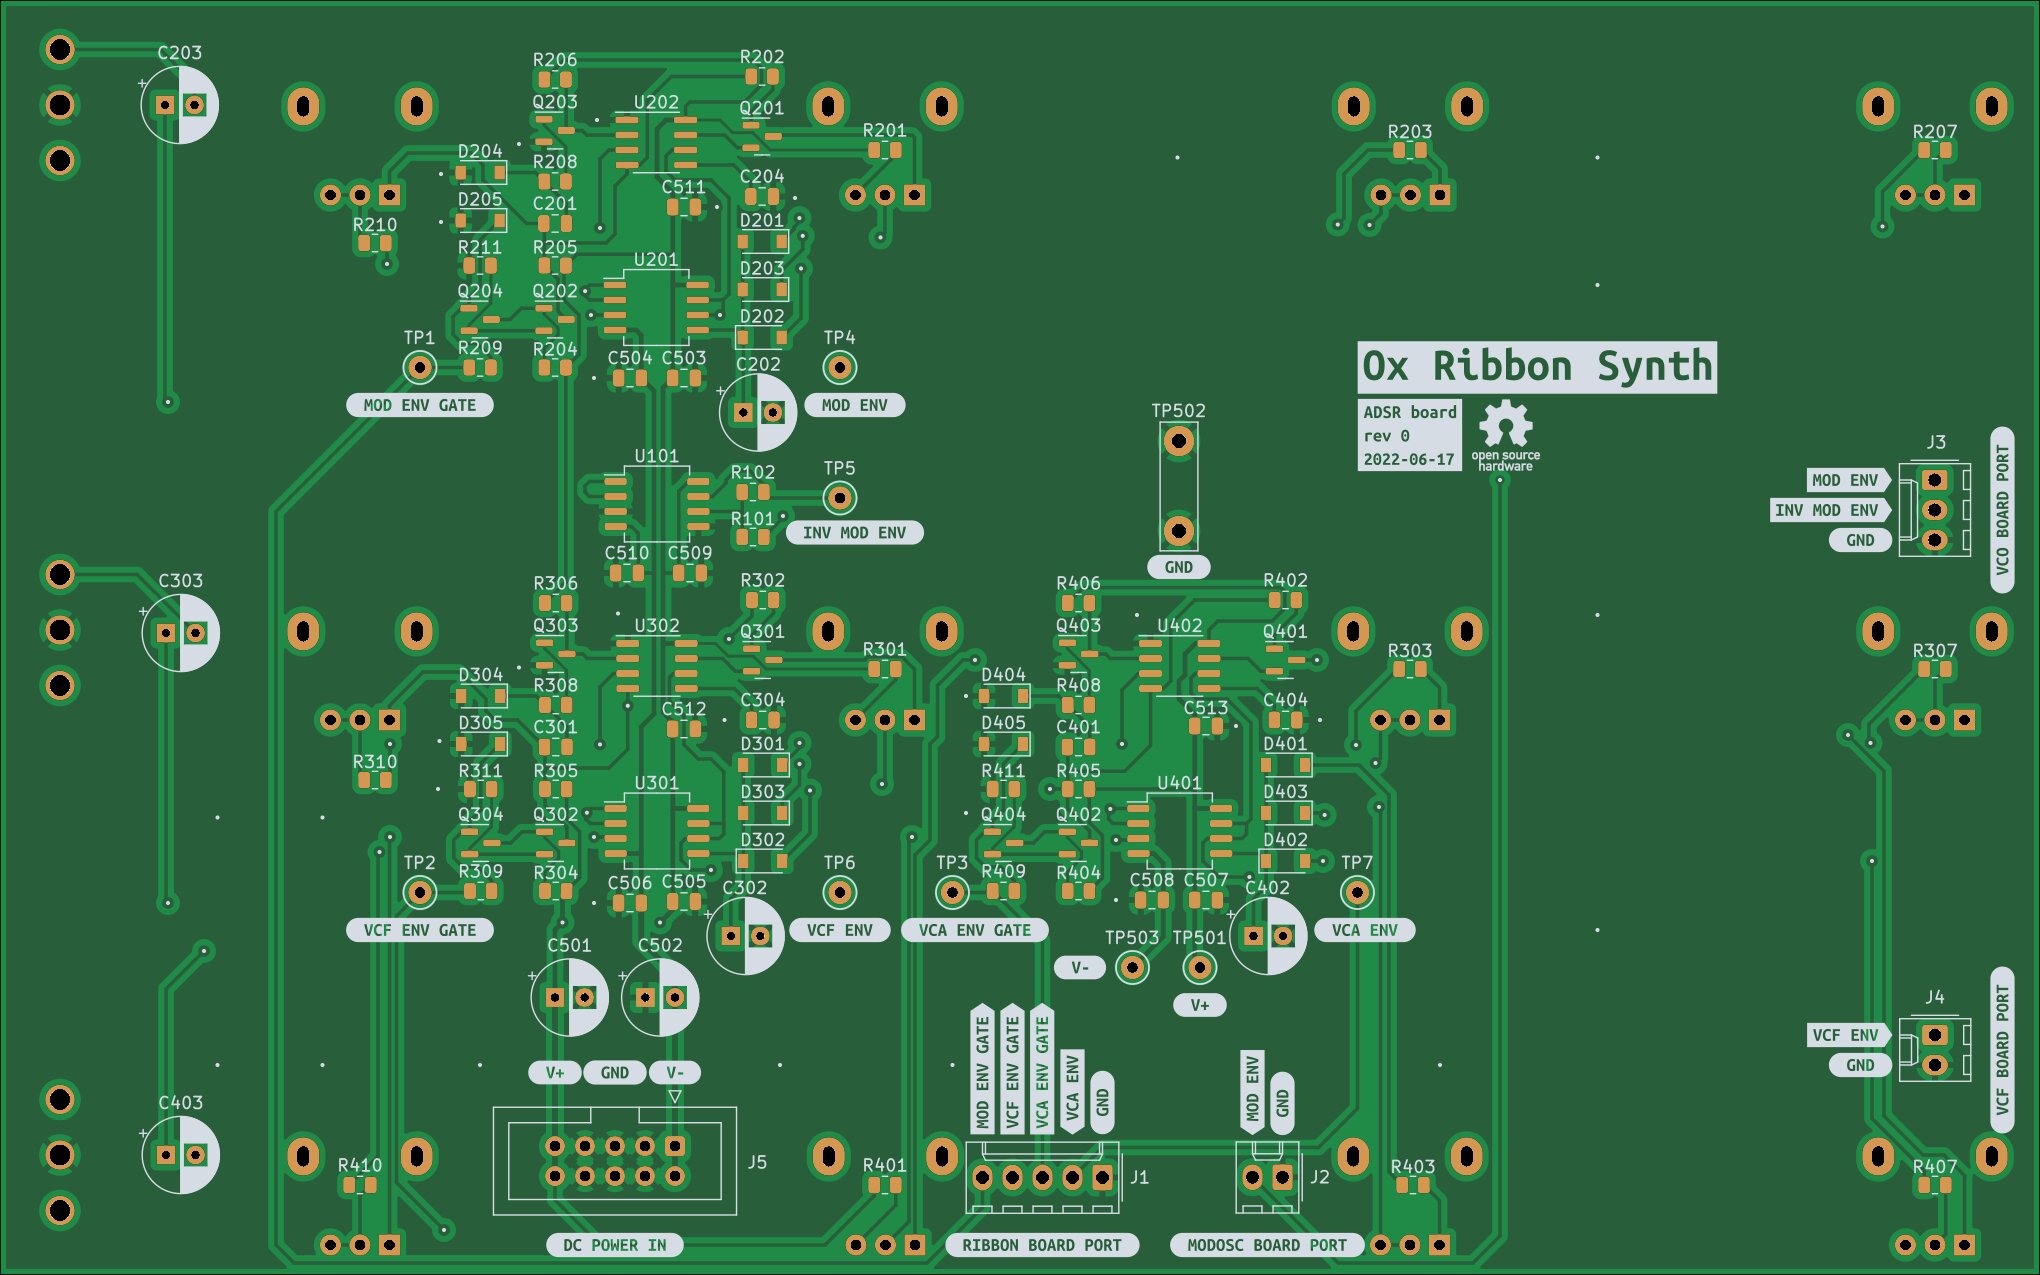 C203
R206
R202
Q203
U202
Q201
R201
R203
R207
D204
R208
C511
C204
D205
C201
D201
R210
R211
R205
U201
D203
Q204
Q202
D202
TP1
R209
R204
C504
C503
C202
TP4
MOD ENV GATE
MOD ENV
Ox Ribbon Synth
ADSR board
rev 0
2022-06-17
open source
hardware
TP502
GND
U101
R102
TP5
R101
INV MOD ENV
C510
C509
J3
MOD ENV
INV MOD ENV
GND
VCO BOARD PORT
C303
R306
R302
Q303
U302
Q301
R301
D304
R308
C512
C304
D305
C301
D301
R310
R311
R305
U301
D303
Q304
Q302
D302
TP2
R309
R304
C506
C505
C302
TP6
VCF ENV GATE
VCF ENV
R406
R402
Q403
U402
Q401
R303
R307
D404
R408
C513
C404
D405
C401
D401
R411
R405
U401
D403
Q404
Q402
D402
TP3
R409
R404
C508
C507
C402
TP7
VCA ENV GATE
VCA ENV
TP503
TP501
V-
V+
C501
C502
V+
GND
V-
J5
DC POWER IN
C403
R410
R401
MOD ENV GATE
VCF ENV GATE
VCA ENV GATE
VCA ENV
GND
J1
RIBBON BOARD PORT
MOD ENV
GND
J2
MODOSC BOARD PORT
R403
J4
VCF ENV
GND
VCF BOARD PORT
R407